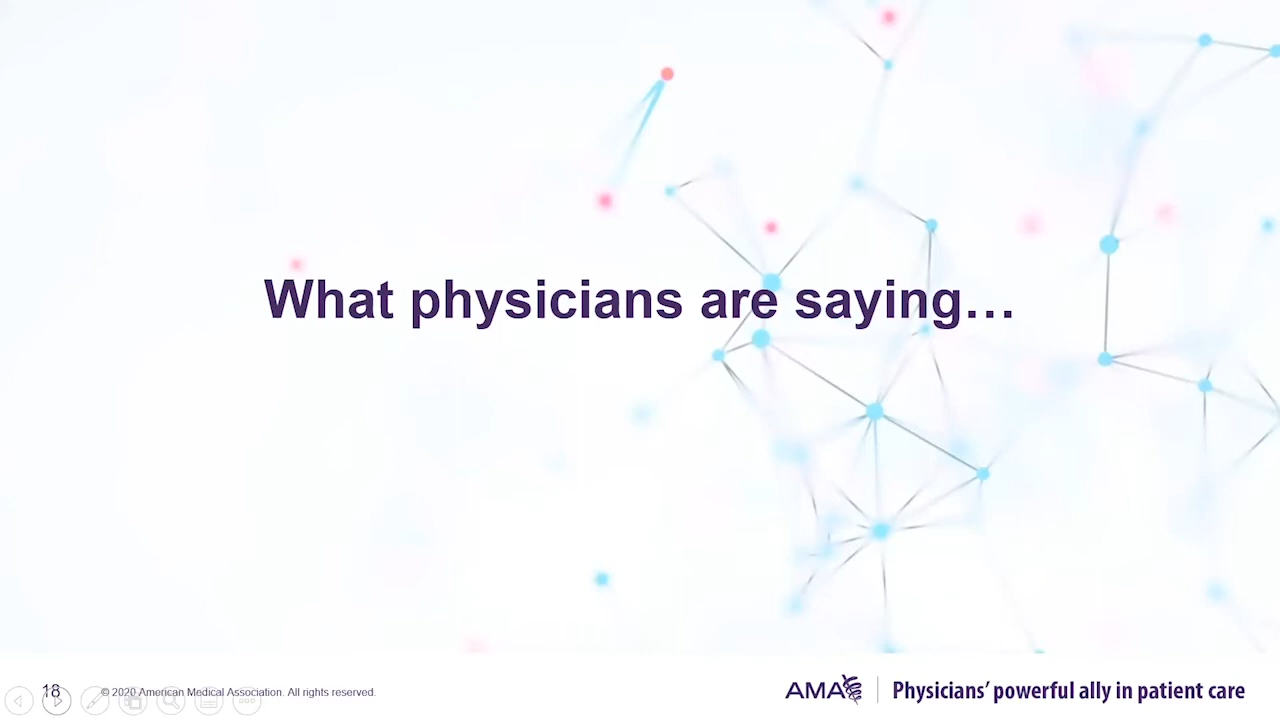 What physicians are saying…
18
© 2020 American Medical Association. All rights reserved.
AMA
Physicians’ powerful ally in patient care